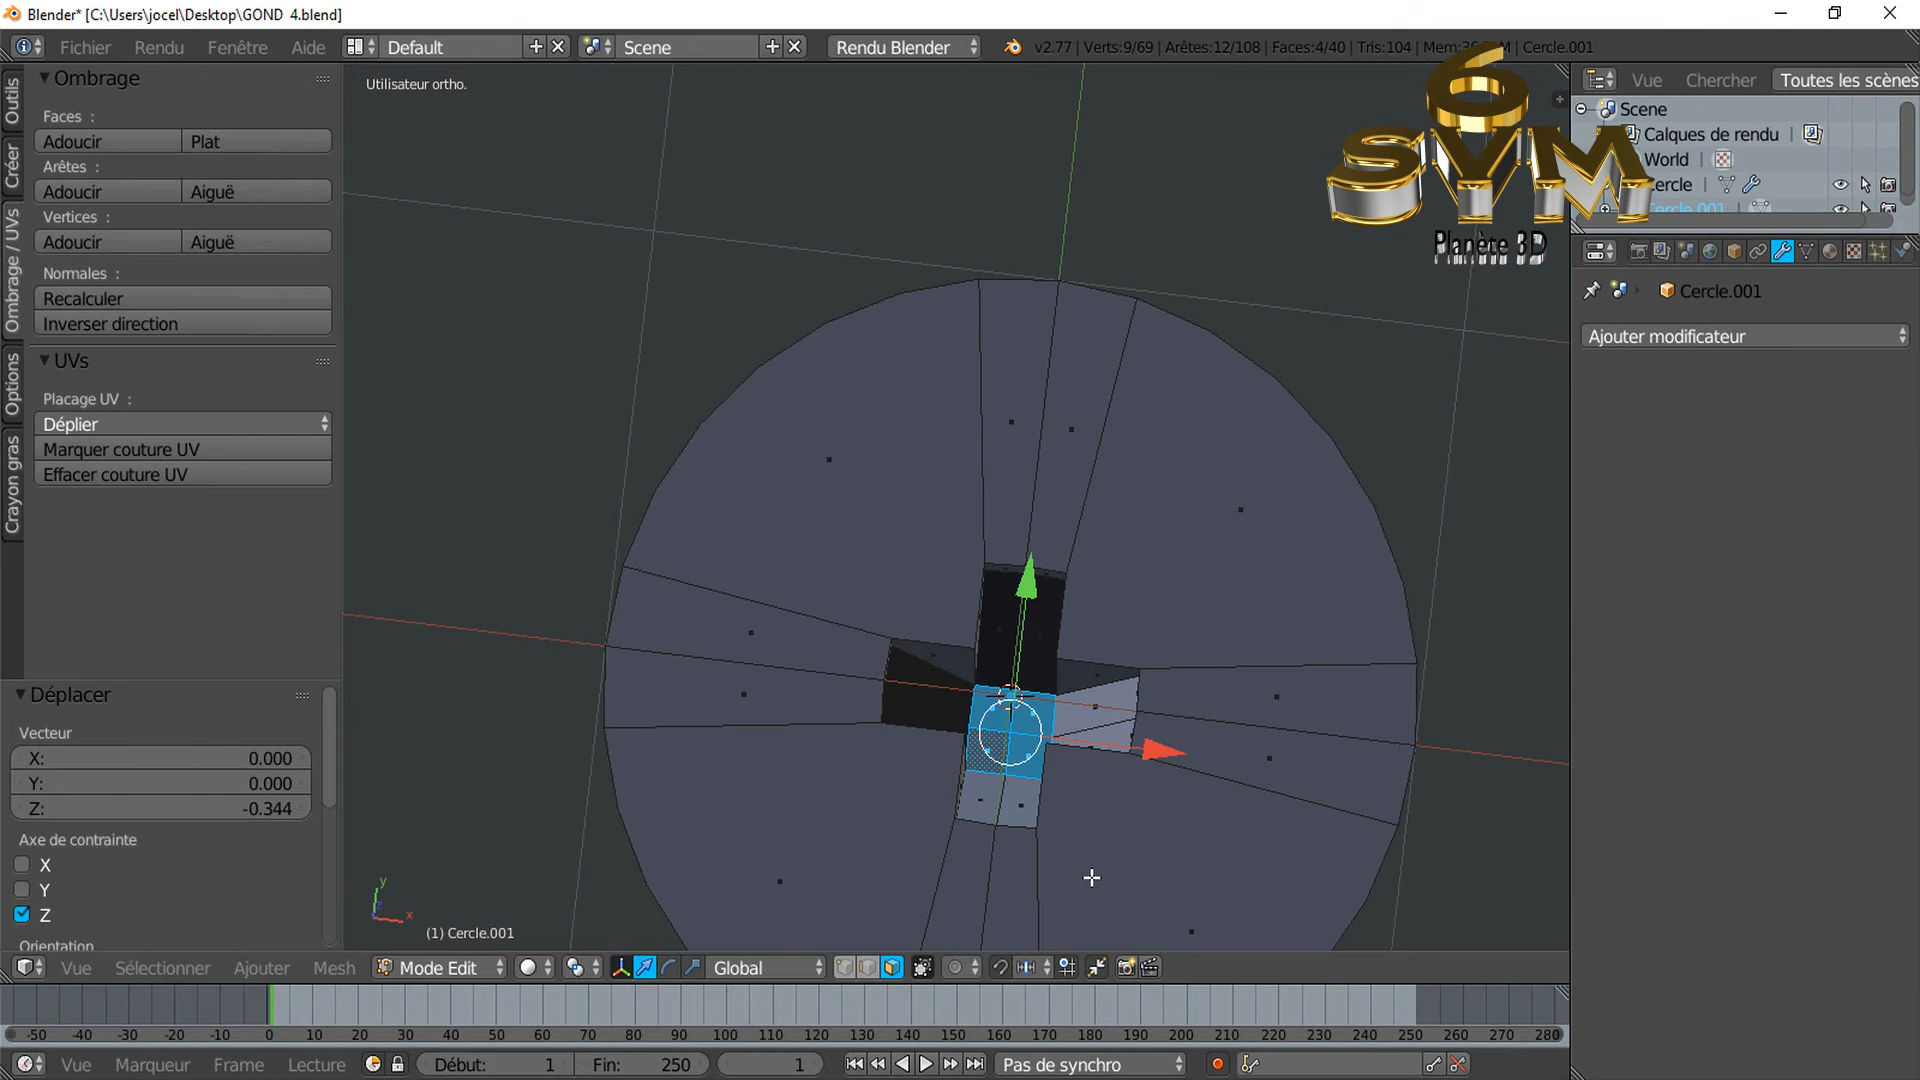 Blender* [C:\Users\jocel\Desktop\GOND 4.blend]
Fichier Rendu Fenêtre Aide Default Scene Rendu Blender v2.77 | Verts:9/69 | Arêtes:12/108 | Faces:4/40 | Tris:104 | Cercle.001
Outils
Créer
Ombrage / UVs
Options
Crayon gras
Ombrage
Faces :
Adoucir Plat
Arêtes :
Adoucir Aiguë
Vertices :
Adoucir Aiguë
Normales :
Recalculer
Inverser direction
UVs
Placage UV :
Déplier
Marquer couture UV
Effacer couture UV
Déplacer
Vecteur
X: 0.000
Y: 0.000
Z: -0.344
Axe de contrainte
X
Y
Z
Orientation
Utilisateur ortho.
6
SYM
Planète 3D
y
z
x
(1) Cercle.001
Vue Chercher Toutes les scènes
Scene
Calques de rendu
World
Cercle
Cercle.001
Cercle.001
Ajouter modificateur
Vue Sélectionner Ajouter Mesh Mode Edit Global
-50 -40 -30 -20 -10 0 10 20 30 40 50 60 70 80 90 100 110 120 130 140 150 160 170 180 190 200 210 220 230 240 250 260 270 280
Vue Marqueur Frame Lecture Début: 1 Fin: 250 1 Pas de synchro